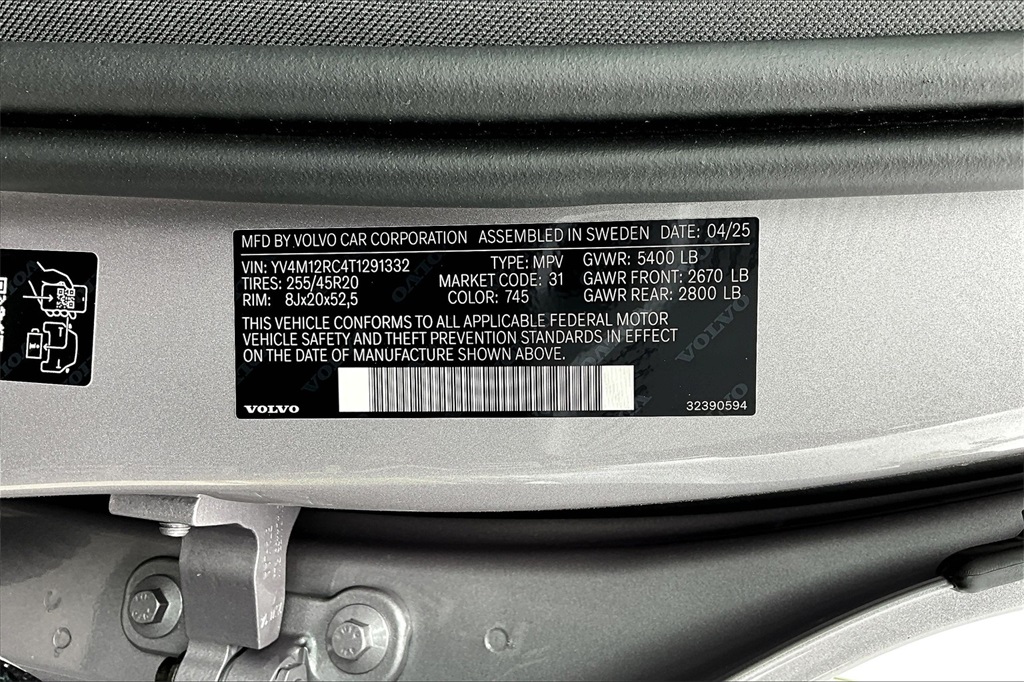 MFD BY VOLVO CAR CORPORATION ASSEMBLED IN SWEDEN DATE: 04/25
VIN: YV4M12RC4T1291332 TYPE: MPV GVWR: 5400 LB
TIRES: 255/45R20 MARKET CODE: 31 GAWR FRONT: 2670 LB
RIM: 8Jx20x52,5 COLOR: 745 GAWR REAR: 2800 LB
THIS VEHICLE CONFORMS TO ALL APPLICABLE FEDERAL MOTOR
VEHICLE SAFETY AND THEFT PREVENTION STANDARDS IN EFFECT
ON THE DATE OF MANUFACTURE SHOWN ABOVE.
VOLVO 32390594